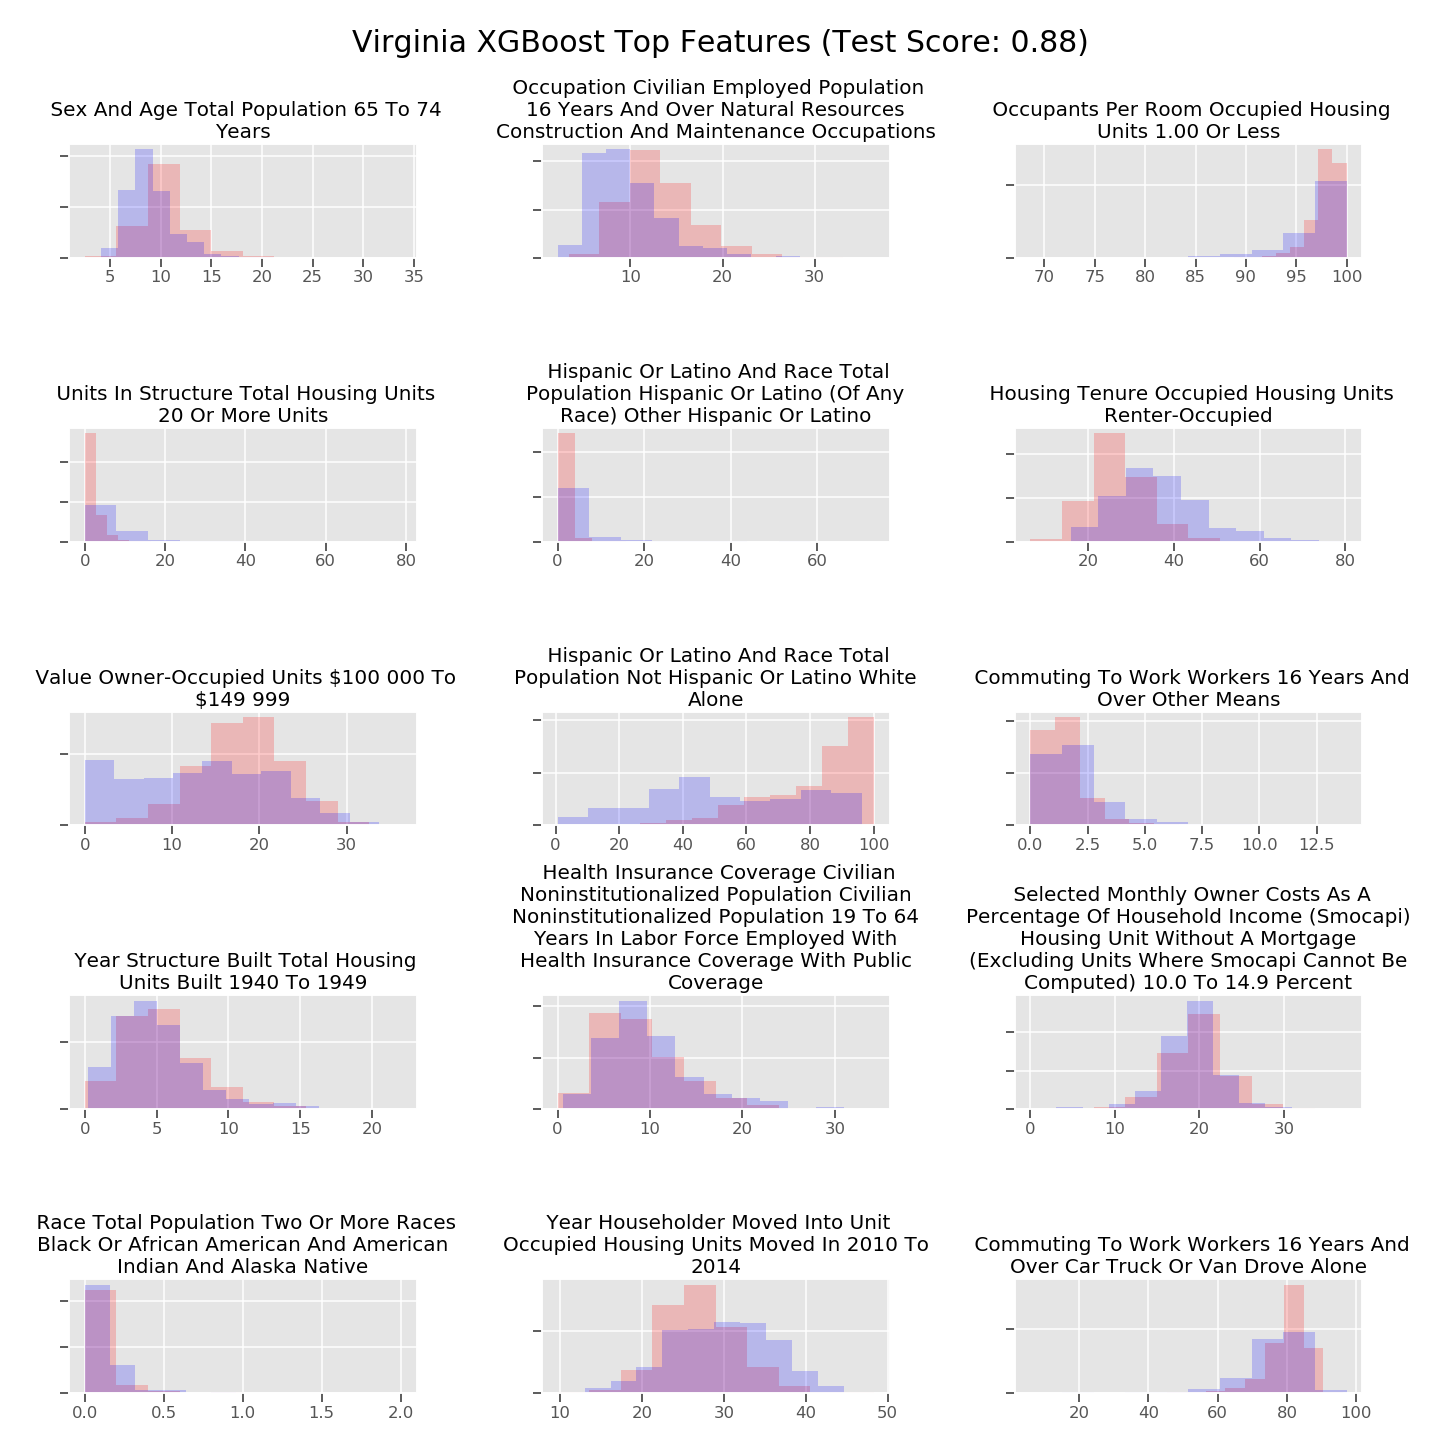 Virginia XGBoost Top Features (Test Score: 0.88)
Sex And Age Total Population 65 To 74
Years
5 10 15 20 25 30 35
Occupation Civilian Employed Population
16 Years And Over Natural Resources
Construction And Maintenance Occupations
10 20 30
Occupants Per Room Occupied Housing
Units 1.00 Or Less
70 75 80 85 90 95 100
Units In Structure Total Housing Units
20 Or More Units
0 20 40 60 80
Hispanic Or Latino And Race Total
Population Hispanic Or Latino (Of Any
Race) Other Hispanic Or Latino
0 20 40 60
Housing Tenure Occupied Housing Units
Renter-Occupied
20 40 60 80
Value Owner-Occupied Units $100 000 To
$149 999
0 10 20 30
Hispanic Or Latino And Race Total
Population Not Hispanic Or Latino White
Alone
0 20 40 60 80 100
Commuting To Work Workers 16 Years And
Over Other Means
0.0 2.5 5.0 7.5 10.0 12.5
Year Structure Built Total Housing
Units Built 1940 To 1949
0 5 10 15 20
Health Insurance Coverage Civilian
Noninstitutionalized Population Civilian
Noninstitutionalized Population 19 To 64
Years In Labor Force Employed With
Health Insurance Coverage With Public
Coverage
0 10 20 30
Selected Monthly Owner Costs As A
Percentage Of Household Income (Smocapi)
Housing Unit Without A Mortgage
(Excluding Units Where Smocapi Cannot Be
Computed) 10.0 To 14.9 Percent
0 10 20 30
Race Total Population Two Or More Races
Black Or African American And American
Indian And Alaska Native
0.0 0.5 1.0 1.5 2.0
Year Householder Moved Into Unit
Occupied Housing Units Moved In 2010 To
2014
10 20 30 40 50
Commuting To Work Workers 16 Years And
Over Car Truck Or Van Drove Alone
20 40 60 80 100